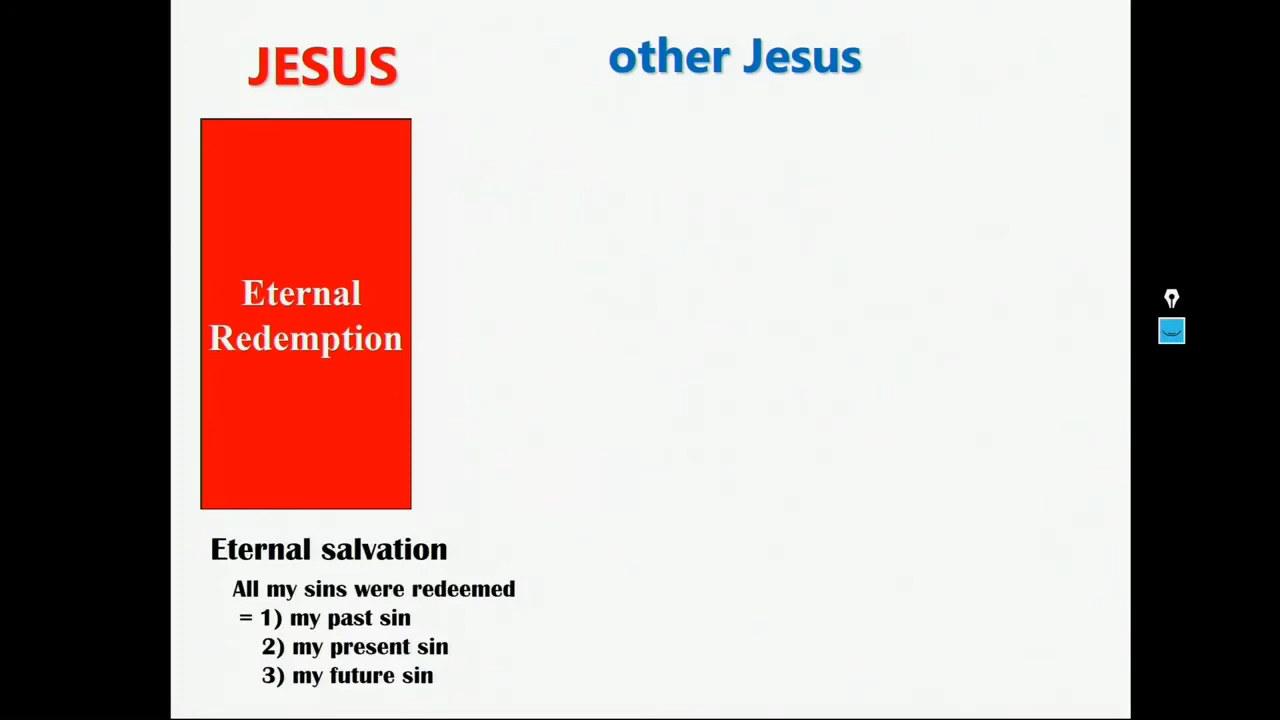 JESUS
other Jesus
Eternal
Redemption
Eternal salvation
All my sins were redeemed
= 1) my past sin
2) my present sin
3) my future sin